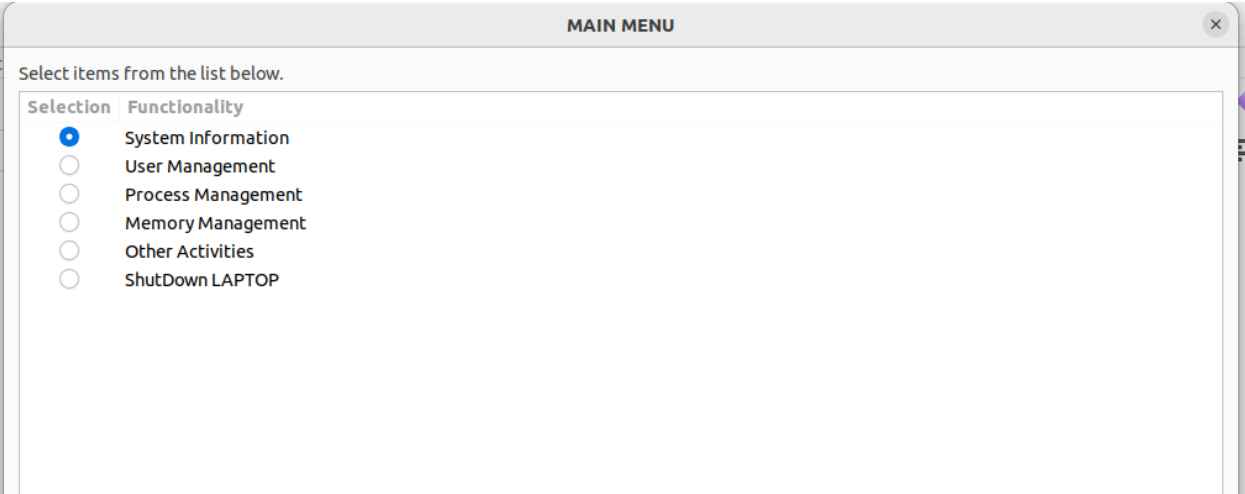 MAIN MENU
Select items from the list below.
Selection Functionality
System Information
User Management
Process Management
Memory Management
Other Activities
ShutDown LAPTOP